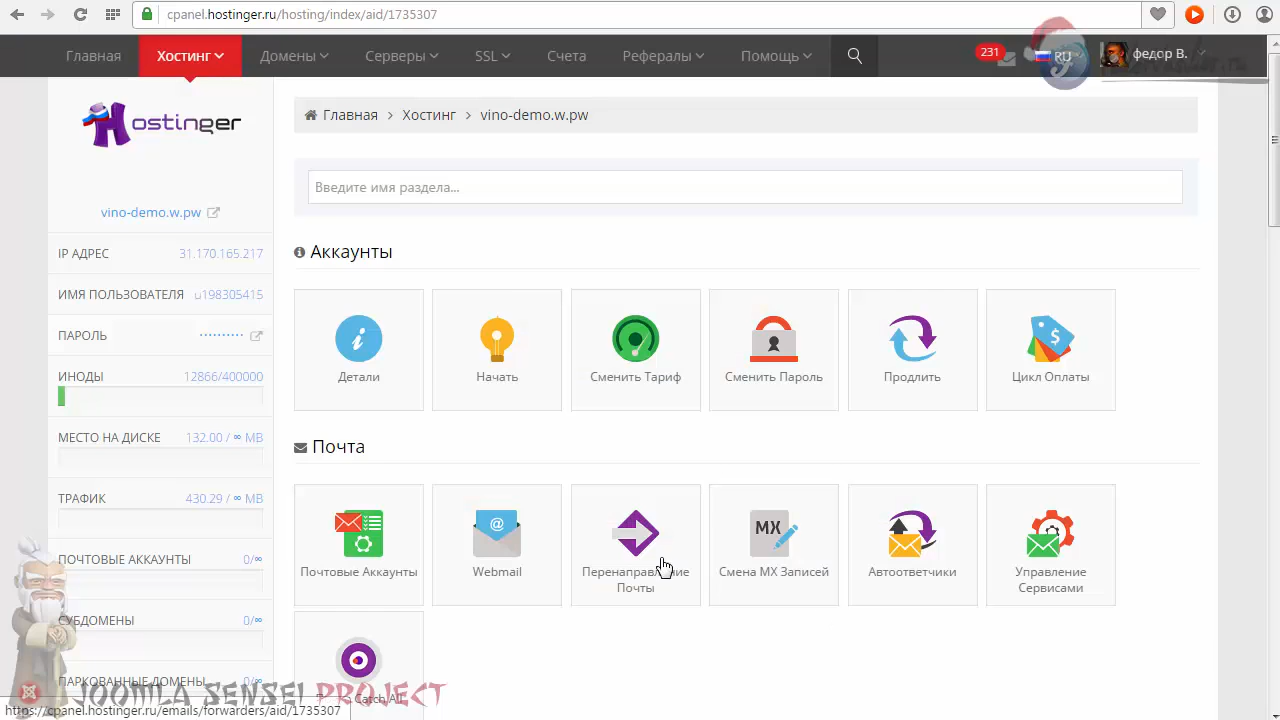 cpanel.hostinger.ru/hosting/index/aid/1735307
Главная Хостинг Домены Серверы SSL Счета Рефералы Помощь 231 RU федор В.
Hostinger
Главная > Хостинг > vino-demo.w.pw
Введите имя раздела...
vino-demo.w.pw
IP АДРЕС 31.170.165.217
ИМЯ ПОЛЬЗОВАТЕЛЯ u198305415
ПАРОЛЬ ··········
ИНОДЫ 12866/400000
МЕСТО НА ДИСКЕ 132.00 / ∞ MB
ТРАФИК 430.29 / ∞ MB
ПОЧТОВЫЕ АККАУНТЫ 0/∞
СУБДОМЕНЫ 0/∞
ПАРКОВАННЫЕ ДОМЕНЫ 0/∞
Аккаунты
Детали Начать Сменить Тариф Сменить Пароль Продлить Цикл Оплаты
Почта
MX
Почтовые Аккаунты Webmail Перенаправление Почты Смена MX Записей Автоответчики Управление Сервисами
Catch All
JOOMLA SENSEI PROJECT
https://cpanel.hostinger.ru/emails/forwarders/aid/1735307